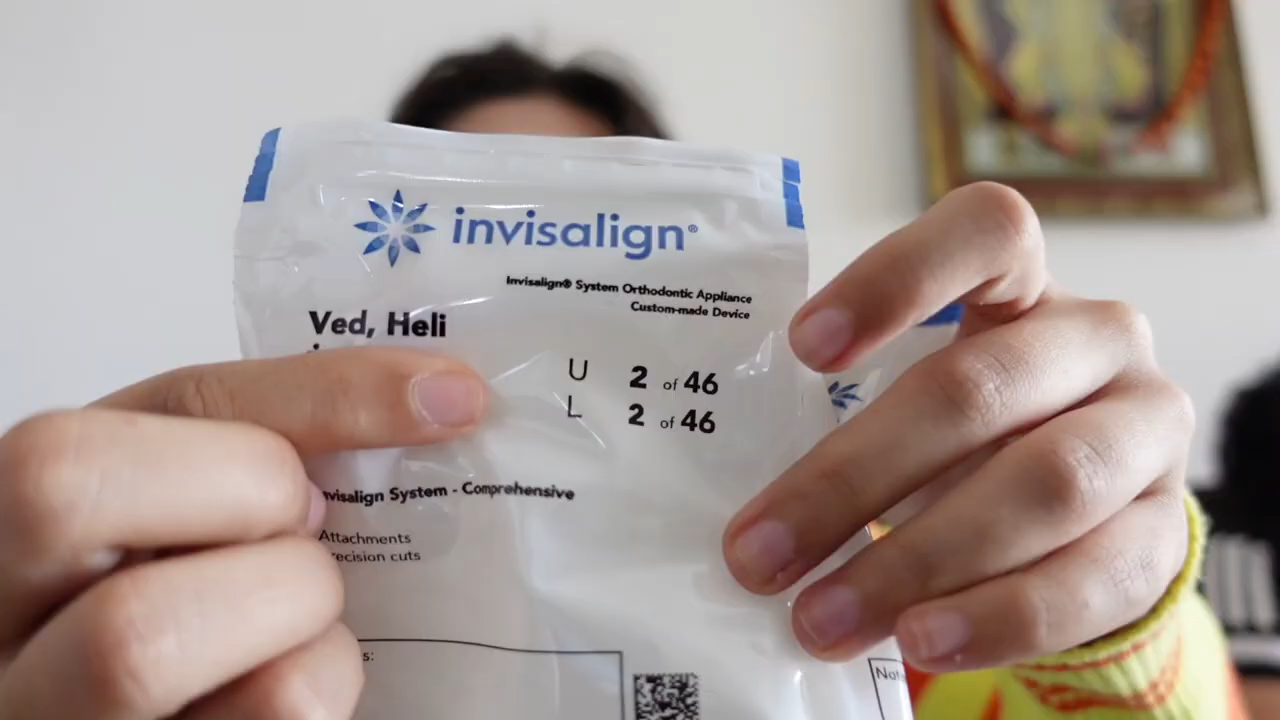 invisalign®
Invisalign® System Orthodontic Appliance
Custom-made Device
Ved, Heli
U 2 of 46
L 2 of 46
nvisalign System - Comprehensive
Attachments
recision cuts
s:
Not